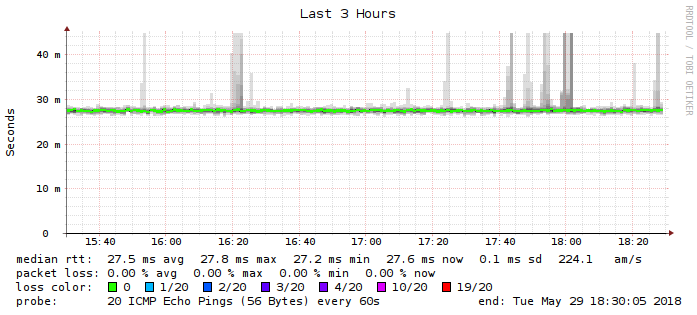 Last 3 Hours
RRDTOOL / TOBI OETIKER
Seconds
40 m
30 m
20 m
10 m
0
15:40 16:00 16:20 16:40 17:00 17:20 17:40 18:00 18:20
median rtt: 27.5 ms avg 27.8 ms max 27.2 ms min 27.6 ms now 0.1 ms sd 224.1 am/s
packet loss: 0.00 % avg 0.00 % max 0.00 % min 0.00 % now
loss color: 0 1/20 2/20 3/20 4/20 10/20 19/20
probe: 20 ICMP Echo Pings (56 Bytes) every 60s end: Tue May 29 18:30:05 2018